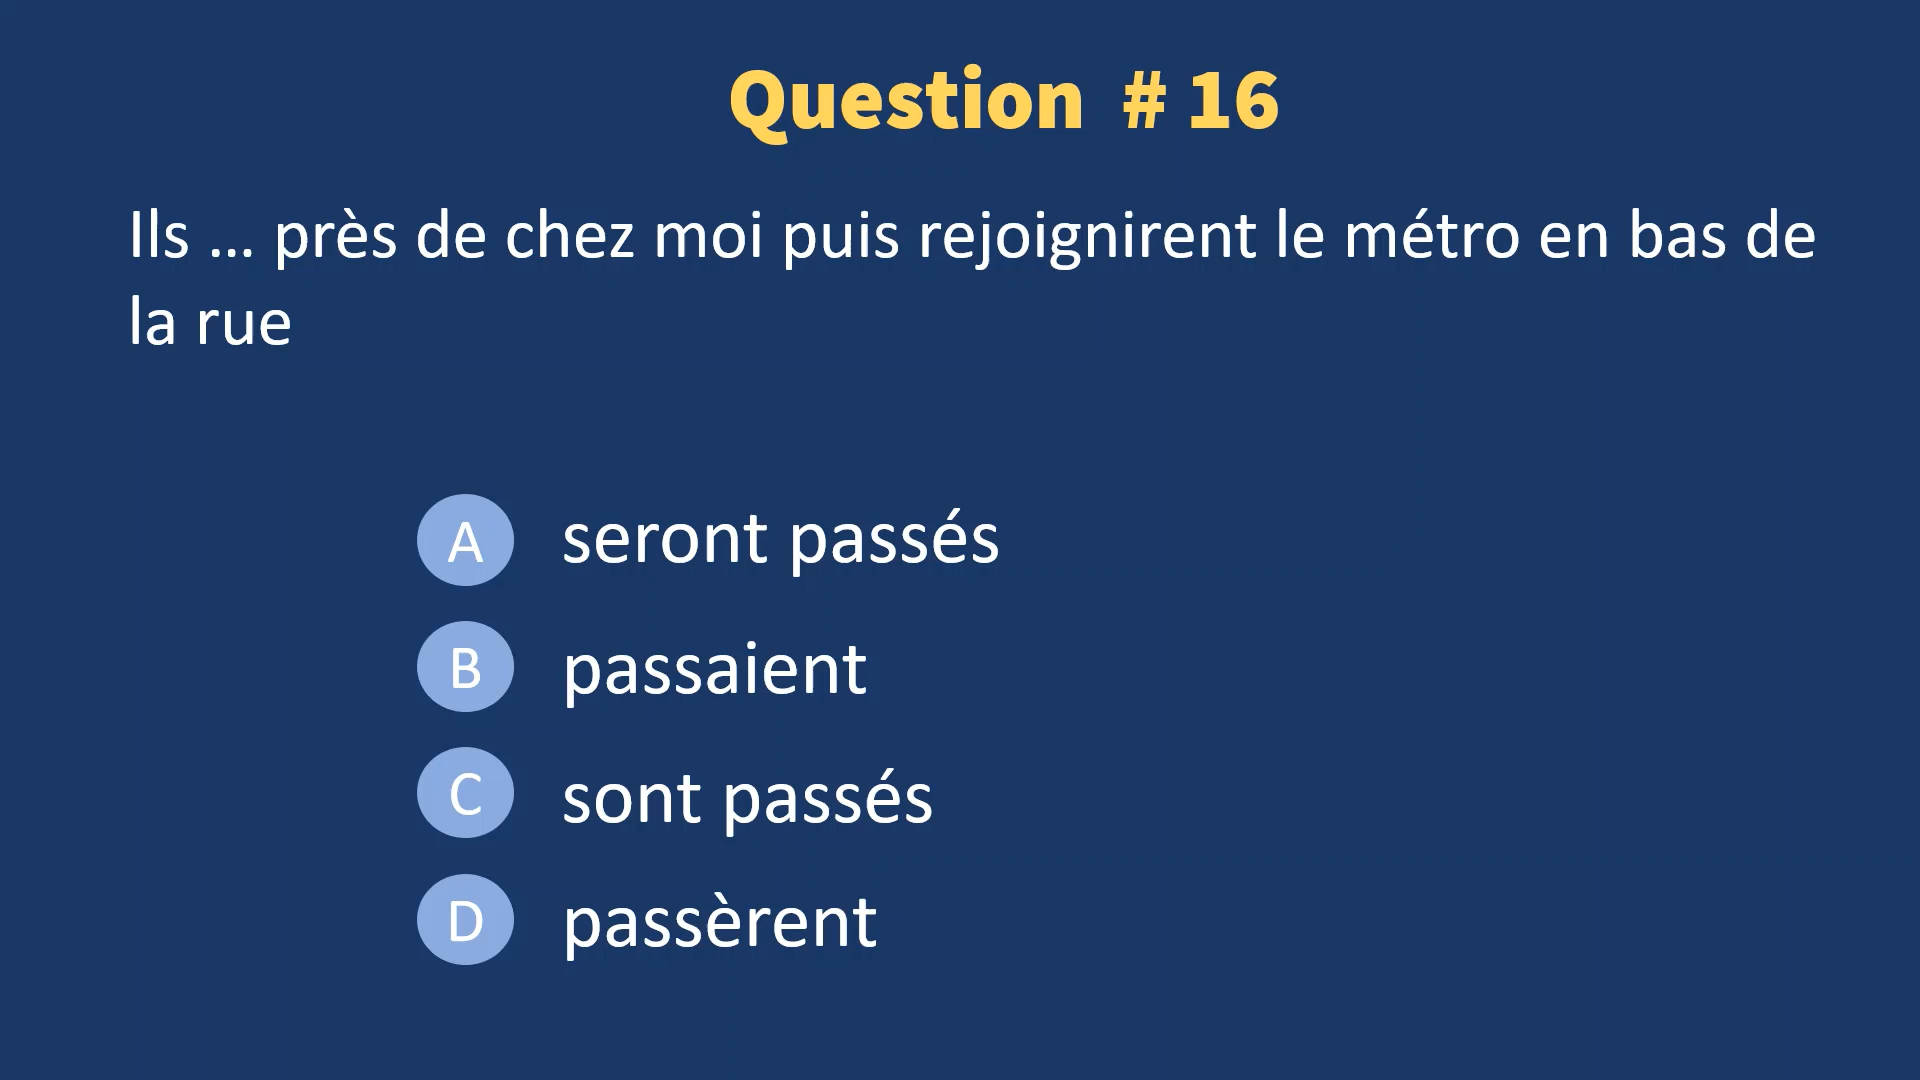 Question # 16
Ils ... près de chez moi puis rejoignirent le métro en bas de
la rue
A seront passés
B passaient
C sont passés
D passèrent